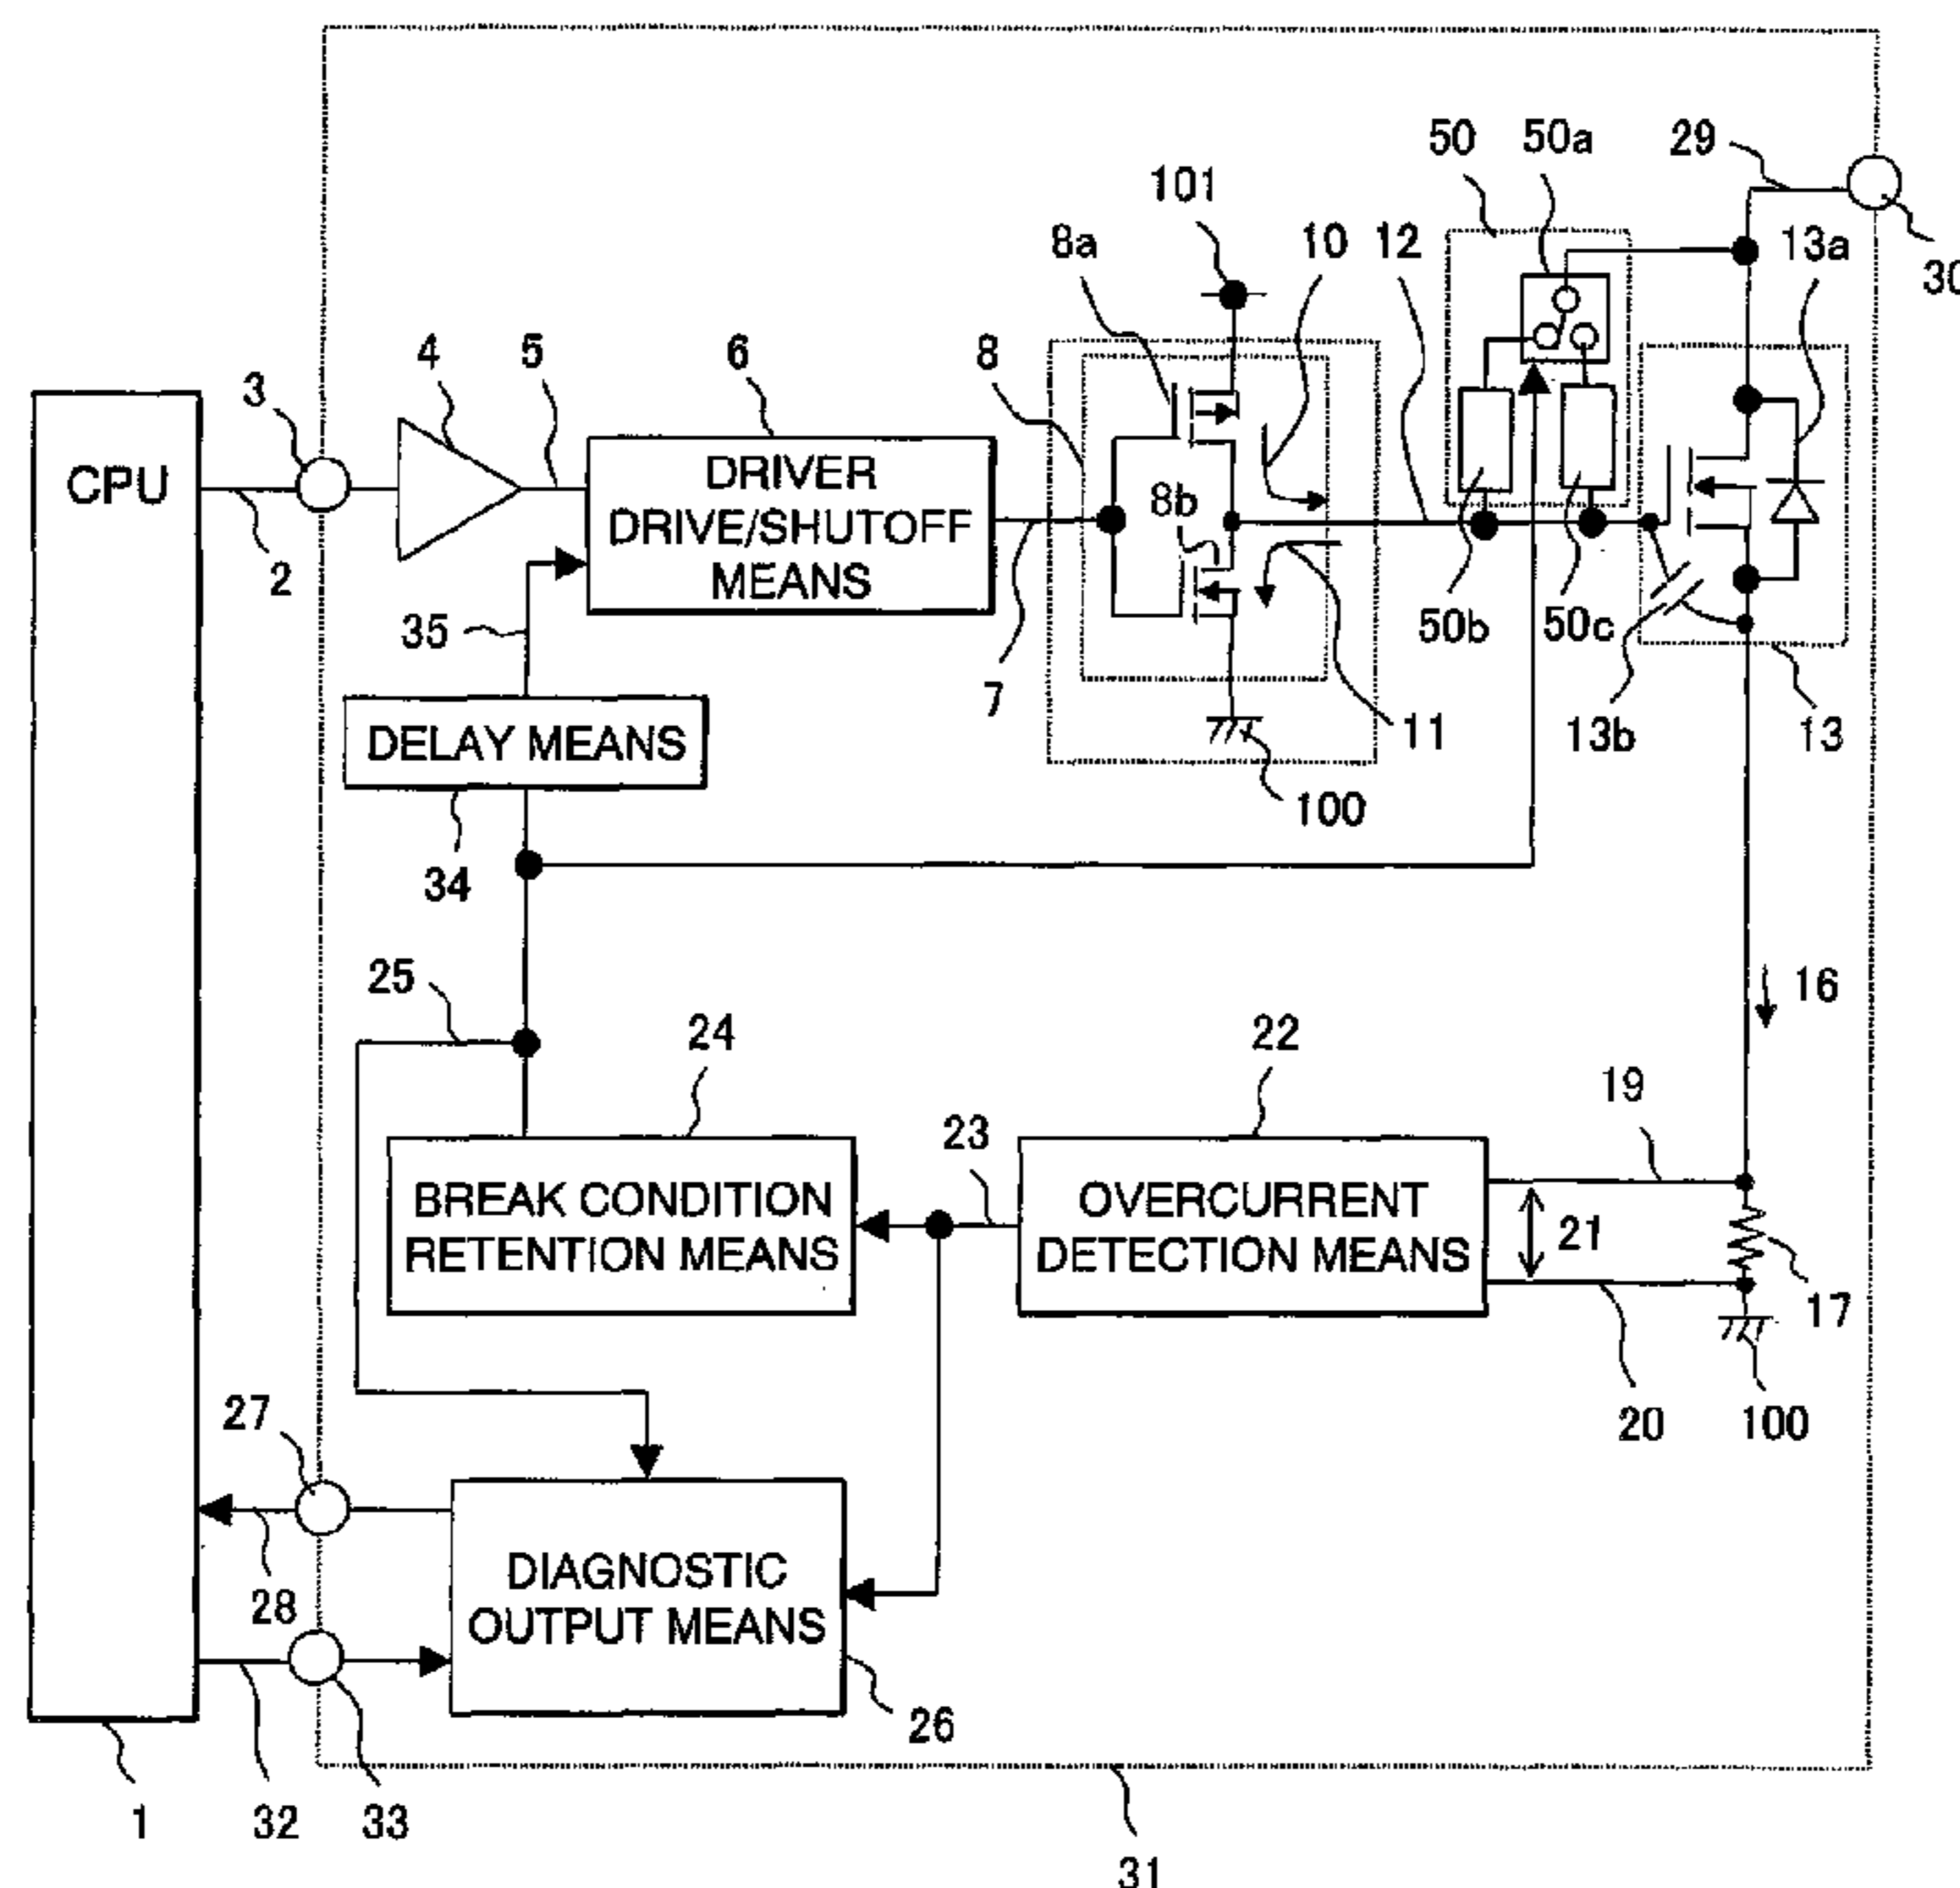 50
50a
29
101
8a
10
12
13a
30
4
5
6
8
3
CPU
DRIVER
DRIVE/SHUTOFF
MEANS
8b
2
35
50b
50c
7
11
13b
13
DELAY MEANS
100
34
25
24
22
16
19
23
BREAK CONDITION
RETENTION MEANS
OVERCURRENT
DETECTION MEANS
21
17
27
20
100
28
DIAGNOSTIC
OUTPUT MEANS
26
1
32
33
31